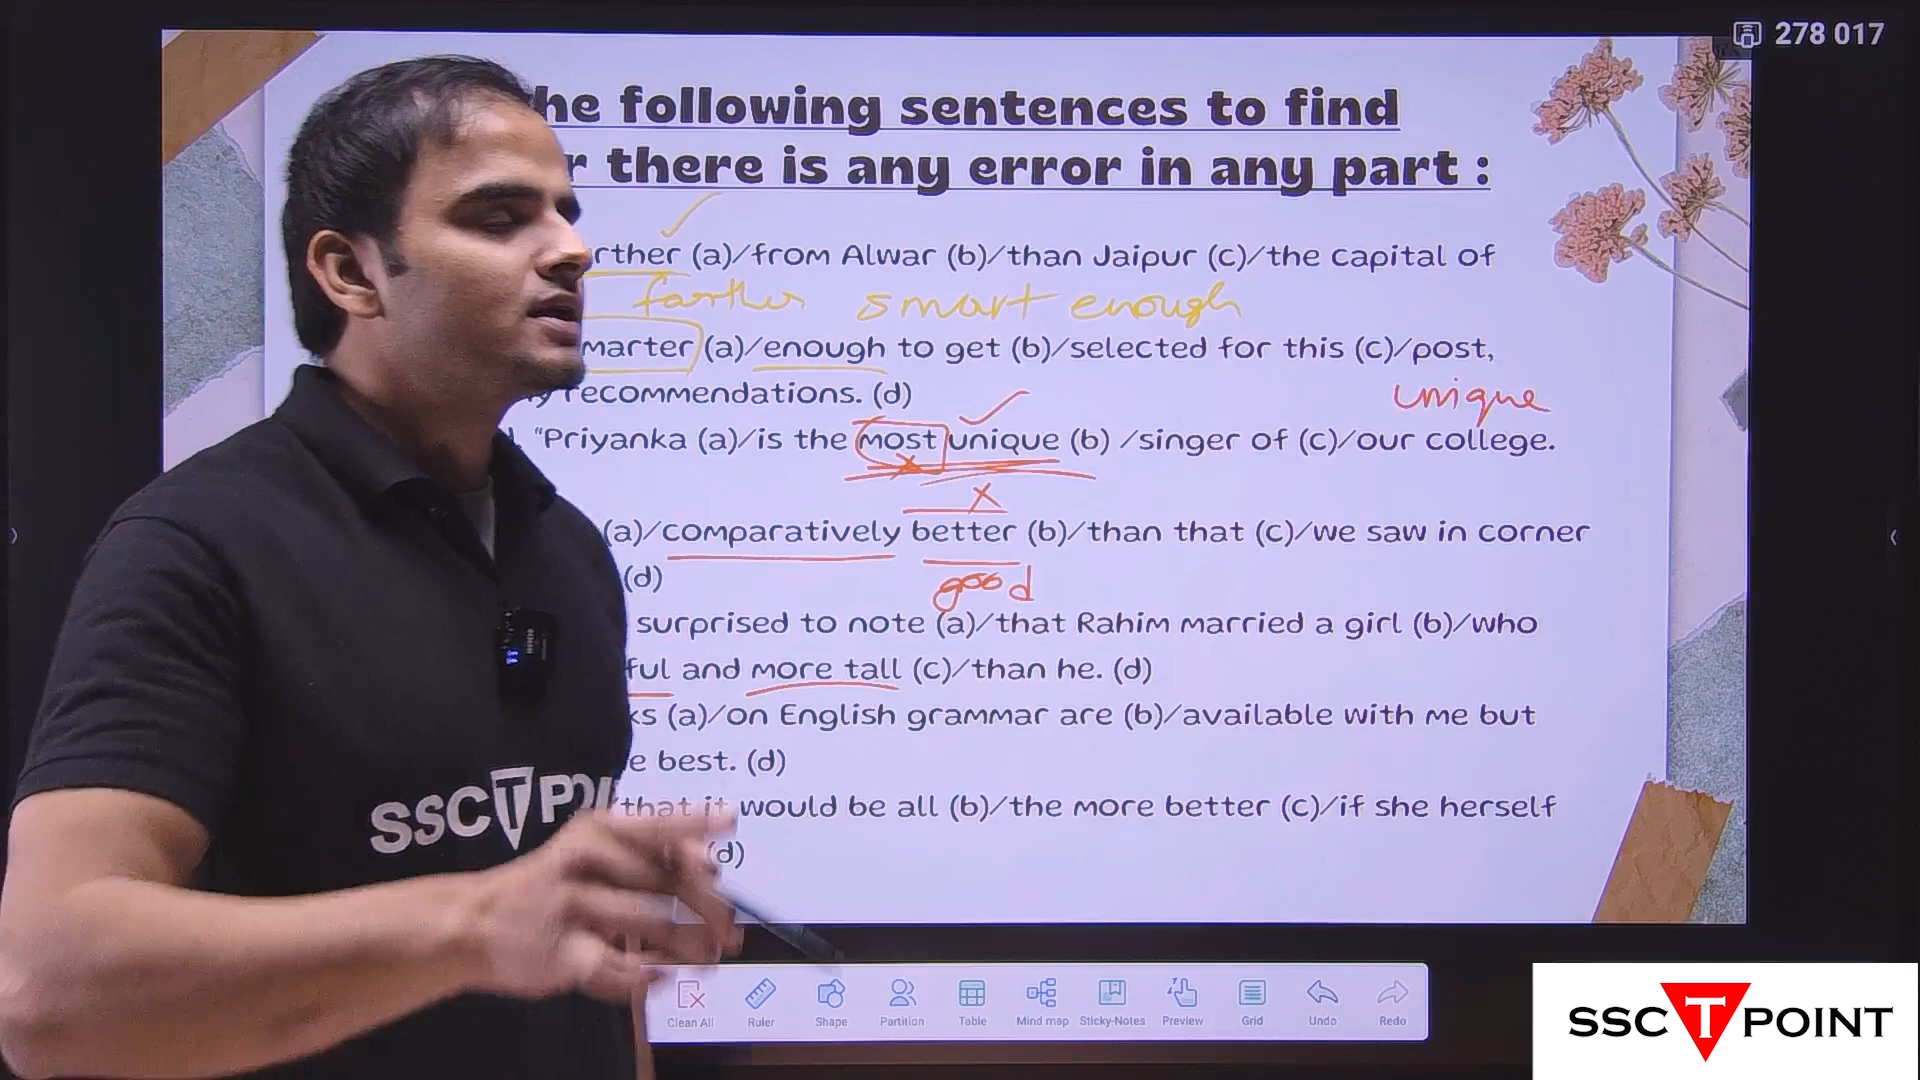 278 017
he following sentences to find
r there is any error in any part :
rther (a)/from Alwar (b)/than Jaipur (c)/the capital of
farther smart enough
marter (a)/enough to get (b)/selected for this (c)/post,
recommendations. (d)
unique
"Priyanka (a)/is the most unique (b) /singer of (c)/our college.
(a)/comparatively better (b)/than that (c)/we saw in corner
(d)
good
surprised to note (a)/that Rahim married a girl (b)/who
ful and more tall (c)/than he. (d)
ks (a)/on English grammar are (b)/available with me but
e best. (d)
that it would be all (b)/the more better (c)/if she herself
(d)
SSCTPOI
Clean All Ruler Shape Partition Table Mind map Sticky-Notes Preview Grid Undo Redo
SSCTPOINT